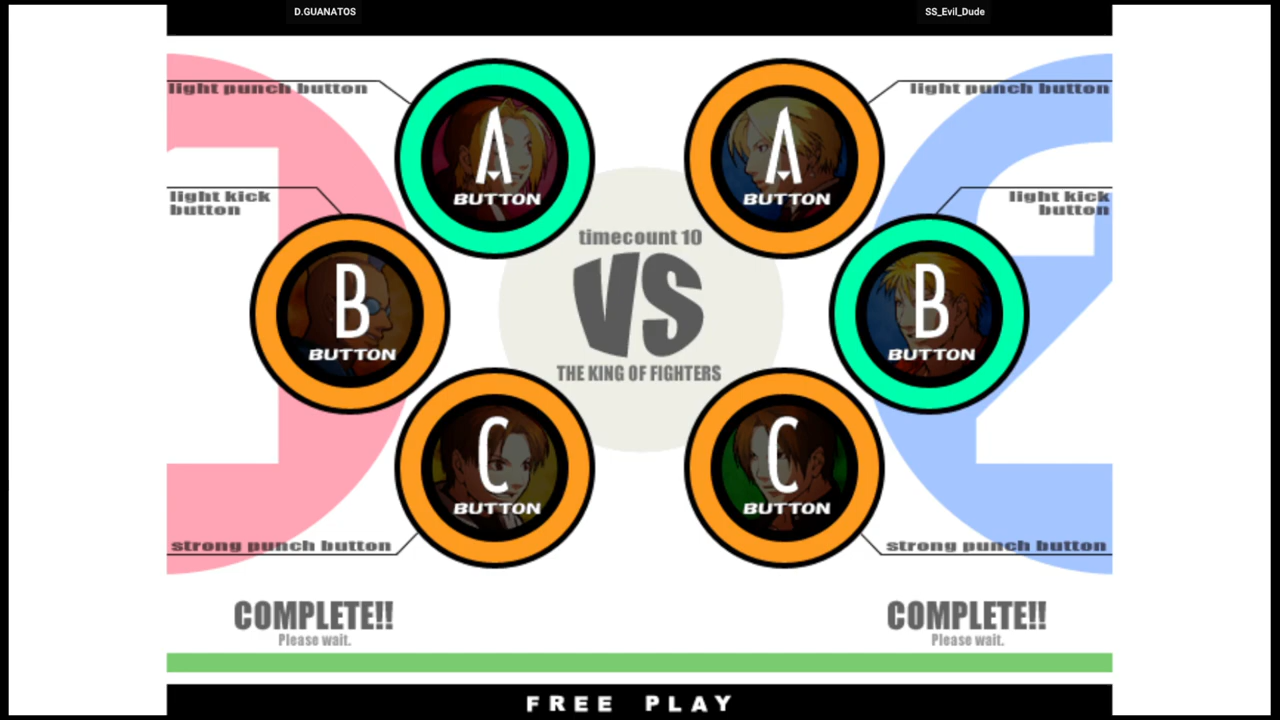 D.GUANATOS
SS_Evil_Dude
light punch button
A
BUTTON
A
BUTTON
light punch button
light kick
button
B
BUTTON
timecount 10
VS
THE KING OF FIGHTERS
light kick
button
B
BUTTON
C
BUTTON
C
BUTTON
strong punch button
strong punch button
COMPLETE!!
Please wait.
COMPLETE!!
Please wait.
FREE PLAY
1
2